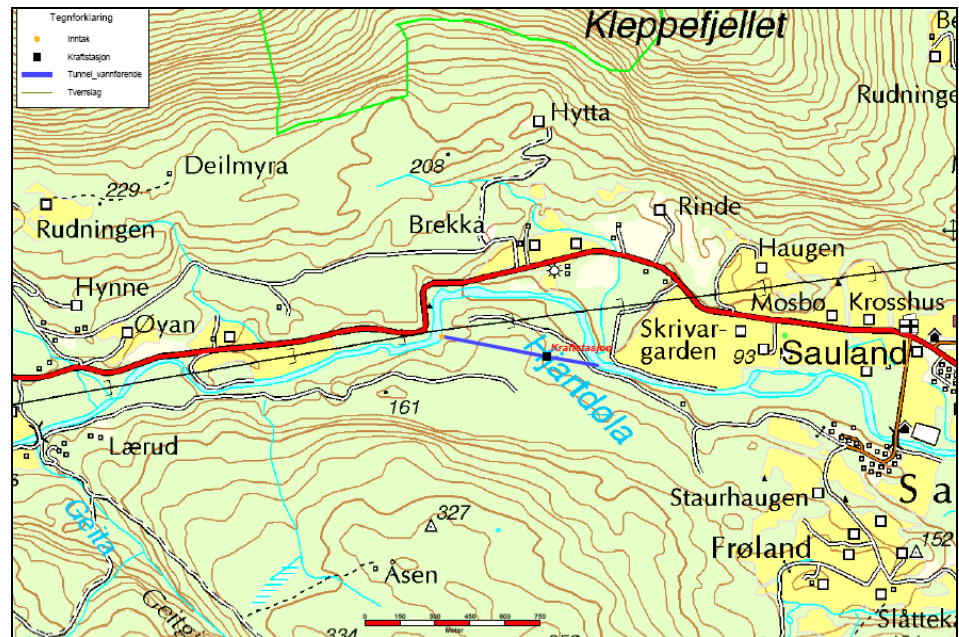 Tegnforklaring
Inntak
Kraftstasjon
Tunnel_vannførende
Tverrslag
Kleppefjellet
Hytta
Deilmyra
208
229
Rudningen
Brekka
Rinde
Haugen
Hynne
Øyan
Mosbø
Krosshus
Skrivar-
garden
93
Sauland
Kraftstasjon
Hjartdøla
161
Lærud
Geita
327
Åsen
Staurhaugen
Frøland
152
334
0 150 300 450 600 750
Meter